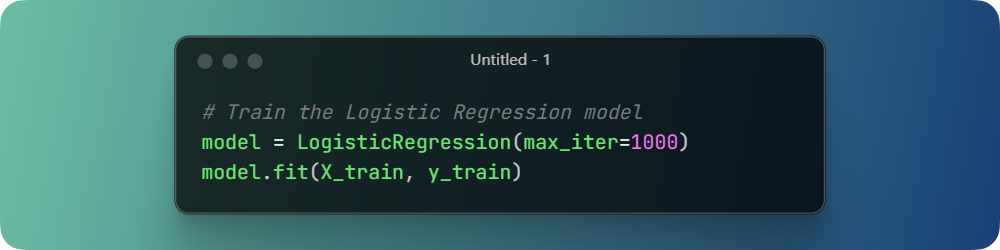 Untitled - 1
# Train the Logistic Regression model
model = LogisticRegression(max_iter=1000)
model.fit(X_train, y_train)